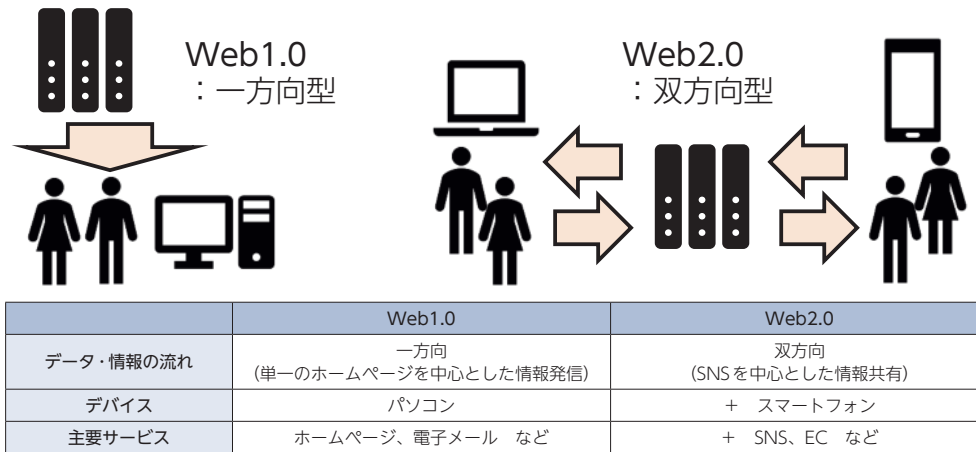 Web1.0
：一方向型
Web2.0
：双方向型
Web1.0 Web2.0
データ・情報の流れ 一方向 双方向
（単一のホームページを中心とした情報発信） （SNSを中心とした情報共有）
デバイス パソコン ＋　スマートフォン
主要サービス ホームページ、電子メール　など ＋　SNS、EC　など